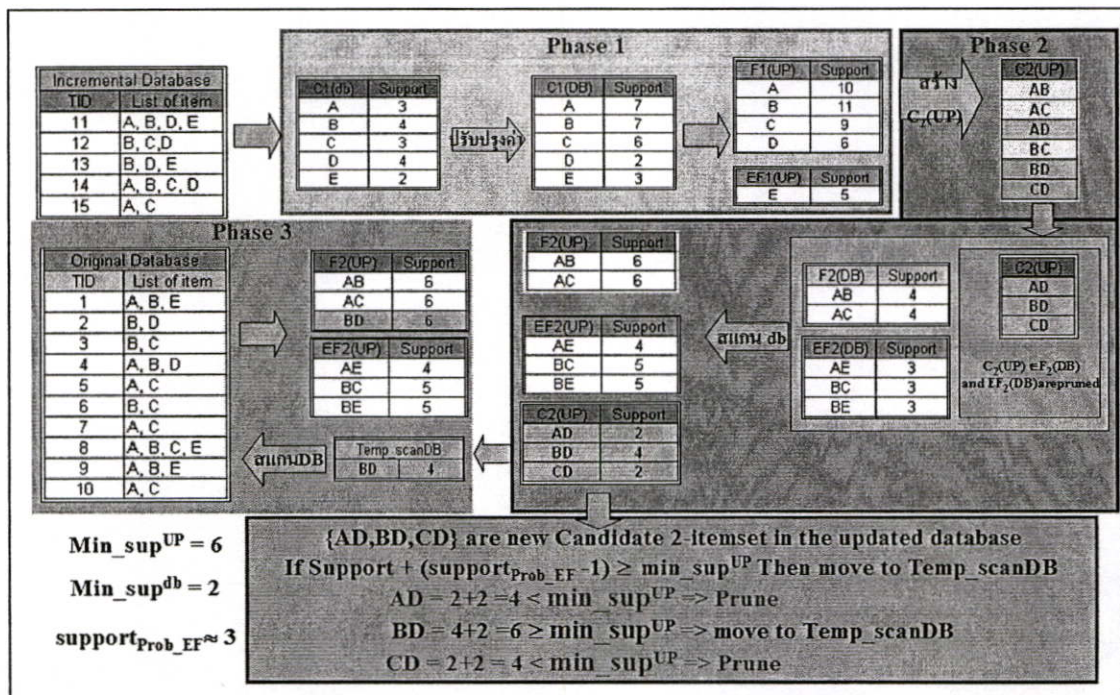 Phase 1
Phase 2
Incremental Database
TID List of item
11 A, B, D, E
12 B, C,D
13 B, D, E
14 A, B, C, D
15 A, C
C1(db) Support
A 3
B 4
C 3
D 4
E 2
ปรับปรุงค่า
C1(DB) Support
A 7
B 7
C 6
D 2
E 3
F1(UP) Support
A 10
B 11
C 9
D 6
EF1(UP) Support
E 5
สร้าง
C₂(UP)
C2(UP)
AB
AC
AD
BC
BD
CD
Phase 3
Original Database
TID List of item
1 A, B, E
2 B, D
3 B, C
4 A, B, D
5 A, C
6 B, C
7 A, C
8 A, B, C, E
9 A, B, E
10 A, C
F2(UP) Support
AB 6
AC 6
BD 6
EF2(UP) Support
AE 4
BC 5
BE 5
สแกนDB
Temp_scanDB
BD 4
F2(UP) Support
AB 6
AC 6
EF2(UP) Support
AE 4
BC 5
BE 5
C2(UP) Support
AD 2
BD 4
CD 2
สแกน db
F2(DB) Support
AB 4
AC 4
EF2(DB) Support
AE 3
BC 3
BE 3
C2(UP)
AD
BD
CD
C₂(UP) ∈F₂(DB)
and EF₂(DB)arepruned
Min_sup^UP = 6
Min_sup^db = 2
support_Prob_EF≈ 3
{AD,BD,CD} are new Candidate 2-itemset in the updated database
If Support + (support_Prob_EF -1) ≥ min_sup^UP Then move to Temp_scanDB
AD = 2+2 =4 < min_sup^UP => Prune
BD = 4+2 =6 ≥ min_sup^UP => move to Temp_scanDB
CD = 2+2 = 4 < min_sup^UP => Prune